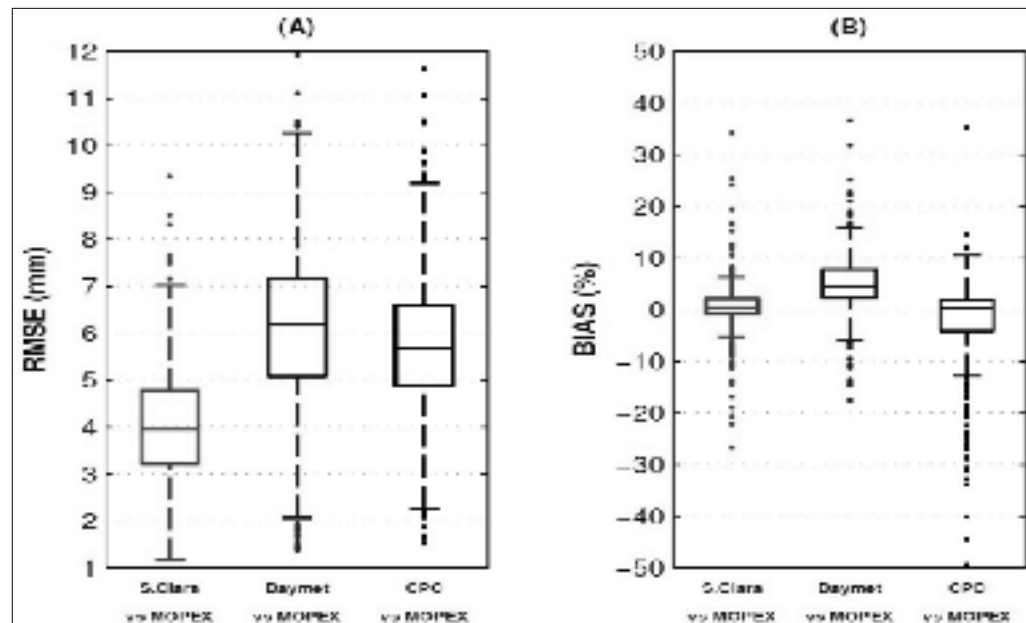 (A)
RMSE (mm)
12
11
10
9
8
7
6
5
4
3
2
1
S.Clara
vs MOPEX
Daymet
vs MOPEX
CPC
vs MOPEX
(B)
BIAS (%)
50
40
30
20
10
0
−10
−20
−30
−40
−50
S.Clara
vs MOPEX
Daymet
vs MOPEX
CPC
vs MOPEX